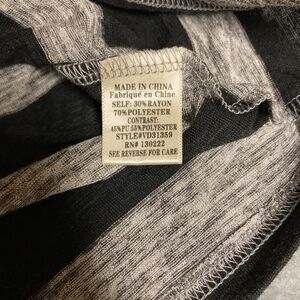 MADE IN CHINA
Fabriqué en Chine
SELF: 30%RAYON
70%POLYESTER
CONTRAST:
45%PU 55%POLYESTER
STYLE#VD31359
RN# 130222
SEE REVERSE FOR CARE